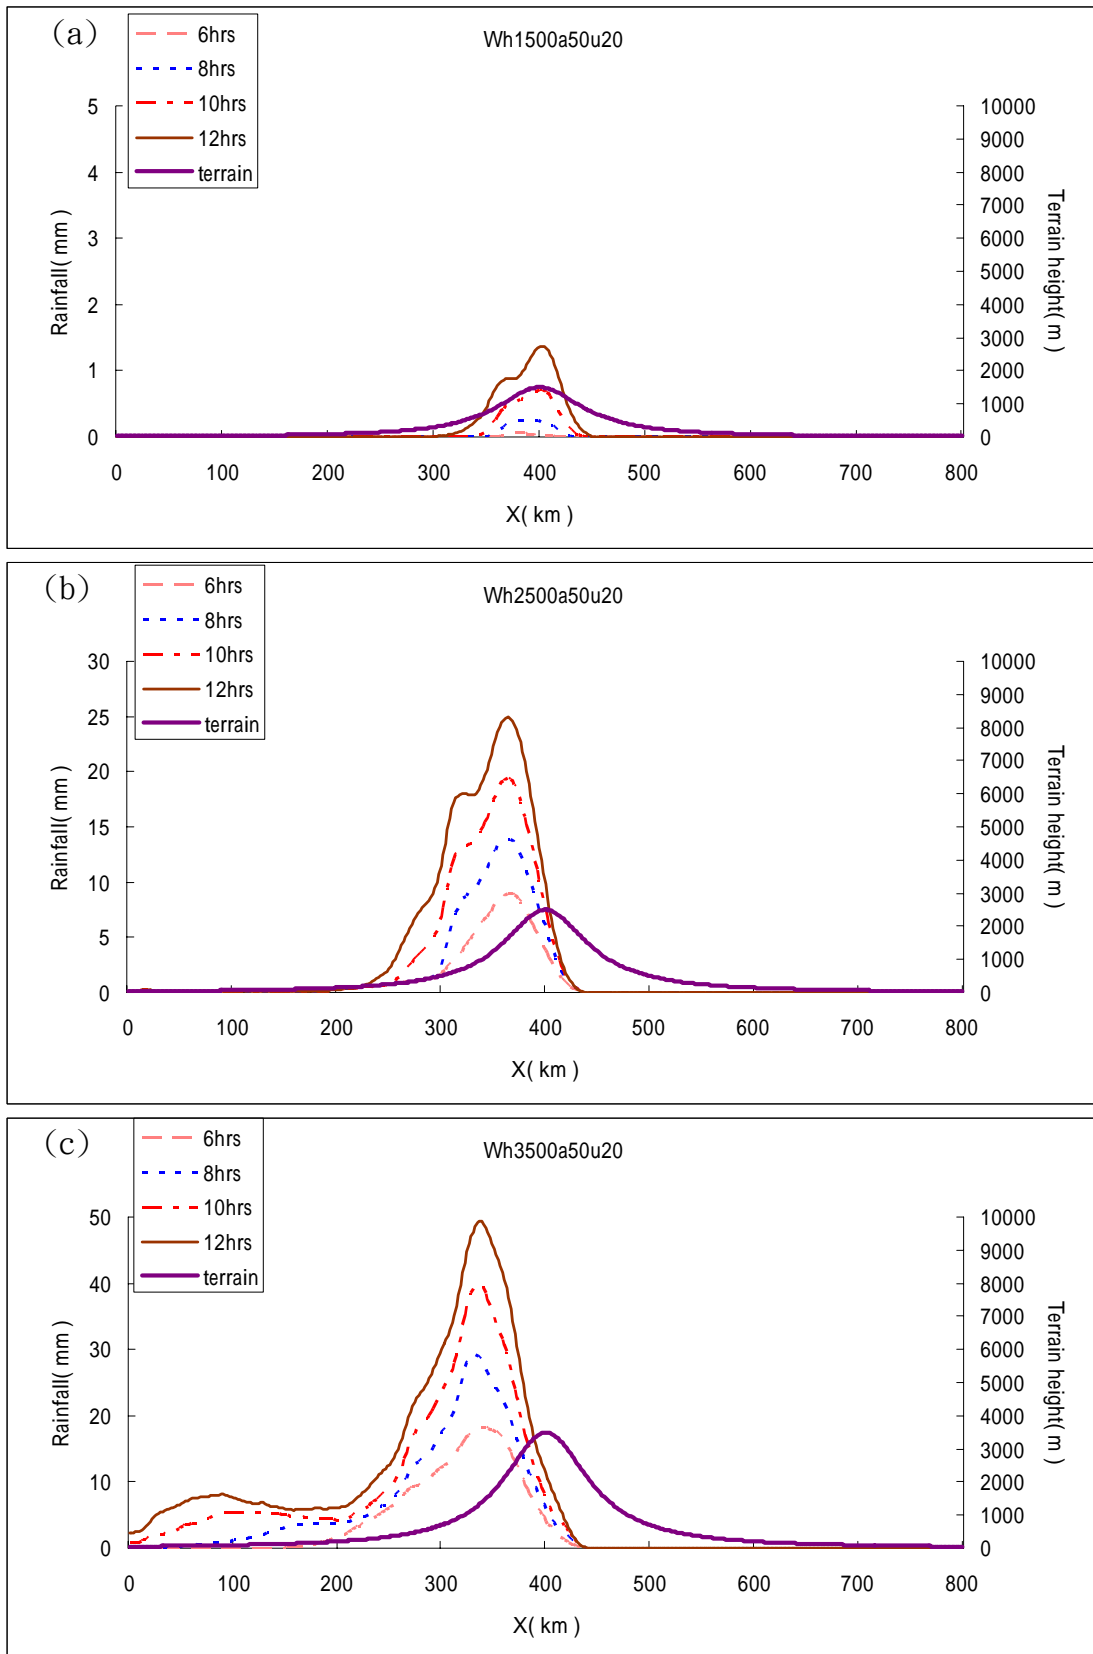 (a)
6hrs
8hrs
10hrs
12hrs
terrain
Wh1500a50u20
5
4
3
2
1
0
Rainfall( mm )
10000
9000
8000
7000
6000
5000
4000
3000
2000
1000
0
Terrain height( m )
0 100 200 300 400 500 600 700 800
X( km )
(b)
6hrs
8hrs
10hrs
12hrs
terrain
Wh2500a50u20
30
25
20
15
10
5
0
Rainfall( mm )
10000
9000
8000
7000
6000
5000
4000
3000
2000
1000
0
Terrain height( m )
0 100 200 300 400 500 600 700 800
X( km )
(c)
6hrs
8hrs
10hrs
12hrs
terrain
Wh3500a50u20
50
40
30
20
10
0
Rainfall( mm )
10000
9000
8000
7000
6000
5000
4000
3000
2000
1000
0
Terrain height( m )
0 100 200 300 400 500 600 700 800
X( km )